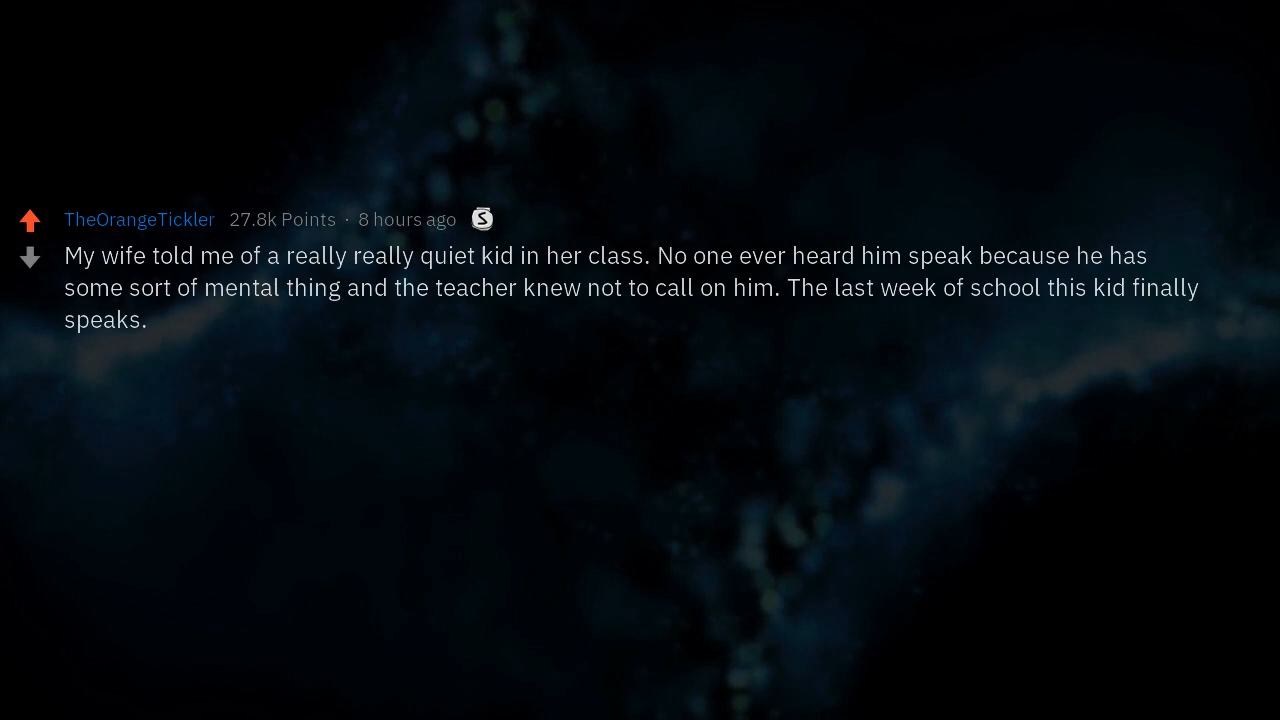 TheOrangeTickler 27.8k Points · 8 hours ago S
My wife told me of a really really quiet kid in her class. No one ever heard him speak because he has
some sort of mental thing and the teacher knew not to call on him. The last week of school this kid finally
speaks.